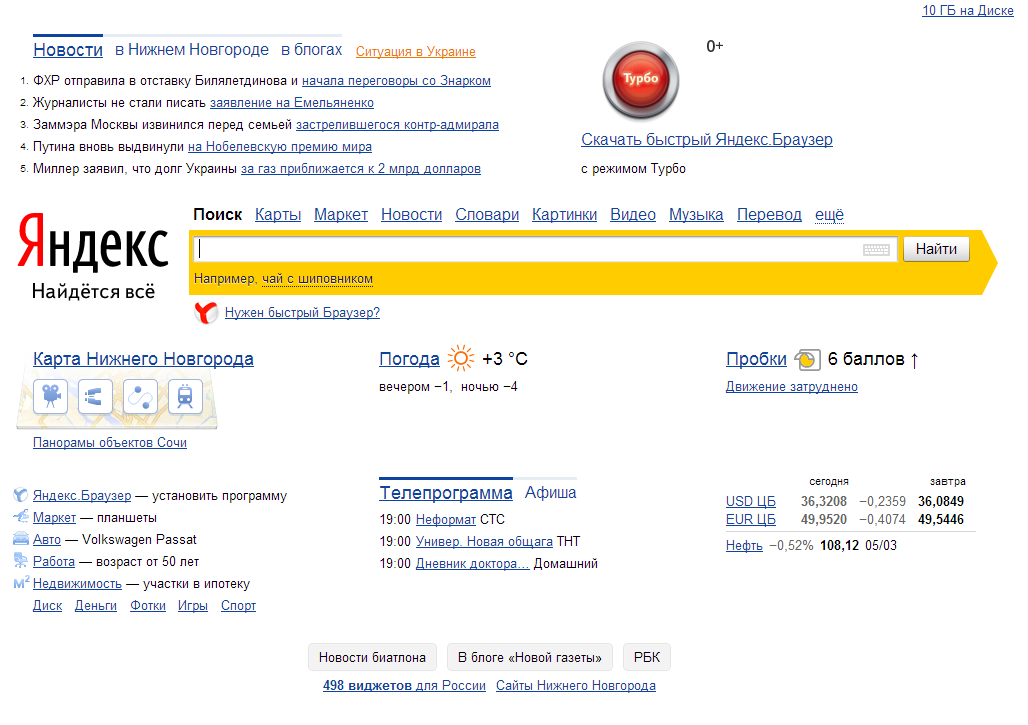 10 ГБ на Диске
Новости в Нижнем Новгороде в блогах Ситуация в Украине
1. ФХР отправила в отставку Билялетдинова и начала переговоры со Знарком
2. Журналисты не стали писать заявление на Емельяненко
3. Заммэра Москвы извинился перед семьей застрелившегося контр-адмирала
4. Путина вновь выдвинули на Нобелевскую премию мира
5. Миллер заявил, что долг Украины за газ приближается к 2 млрд долларов
Турбо
0+
Скачать быстрый Яндекс.Браузер
с режимом Турбо
Яндекс
Найдётся всё
Поиск Карты Маркет Новости Словари Картинки Видео Музыка Перевод ещё
Найти
Например, чай с шиповником
Нужен быстрый Браузер?
Карта Нижнего Новгорода
Панорамы объектов Сочи
Погода +3 °C
вечером −1, ночью −4
Пробки 6 баллов ↑
Движение затруднено
Яндекс.Браузер — установить программу
Маркет — планшеты
Авто — Volkswagen Passat
Работа — возраст от 50 лет
м² Недвижимость — участки в ипотеку
Диск Деньги Фотки Игры Спорт
Телепрограмма Афиша
19:00 Неформат СТС
19:00 Универ. Новая общага ТНТ
19:00 Дневник доктора... Домашний
сегодня завтра
USD ЦБ 36,3208 −0,2359 36,0849
EUR ЦБ 49,9520 −0,4074 49,5446
Нефть −0,52% 108,12 05/03
Новости биатлона В блоге «Новой газеты» РБК
498 виджетов для России Сайты Нижнего Новгорода